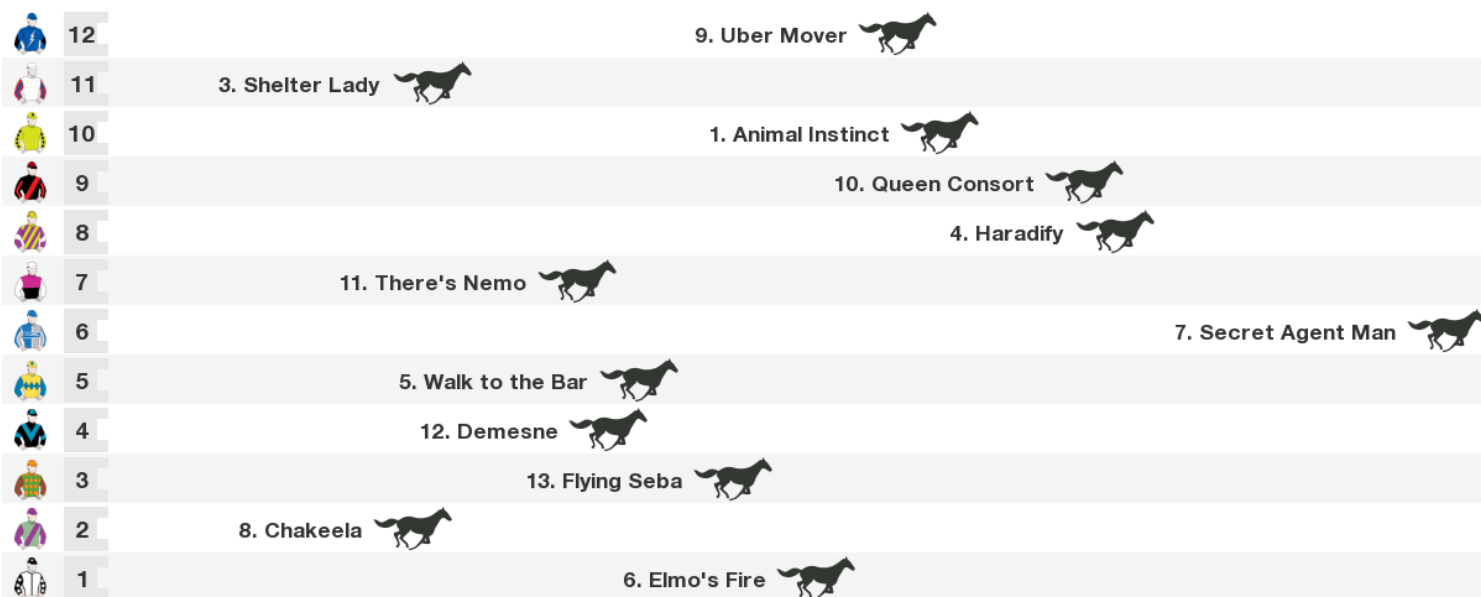 12 9. Uber Mover
11 3. Shelter Lady
10 1. Animal Instinct
9 10. Queen Consort
8 4. Haradify
7 11. There's Nemo
6 7. Secret Agent Man
5 5. Walk to the Bar
4 12. Demesne
3 13. Flying Seba
2 8. Chakeela
1 6. Elmo's Fire